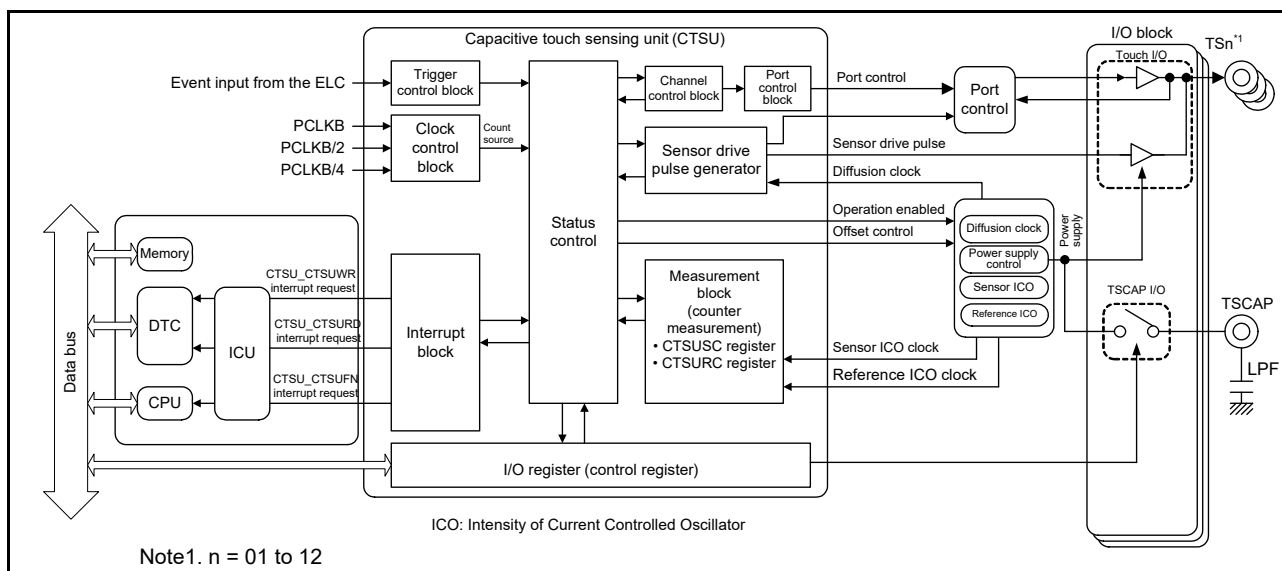 Capacitive touch sensing unit (CTSU)
I/O block
TSn*1
Touch I/O
Event input from the ELC
Trigger
control block
Channel
control block
Port
control
block
Port control
Port
control
PCLKB
PCLKB/2
PCLKB/4
Clock
control
block
Count
source
Sensor drive
pulse generator
Sensor drive pulse
Diffusion clock
Status
control
Operation enabled
Offset control
Diffusion clock
Power supply
control
Sensor ICO
Reference ICO
Power
supply
TSCAP I/O
TSCAP
LPF
Data bus
Memory
DTC
CPU
ICU
CTSU_CTSUWR
interrupt request
CTSU_CTSURD
interrupt request
CTSU_CTSUFN
interrupt request
Interrupt
block
Measurement
block
(counter
measurement)
• CTSUSC register
• CTSURC register
Sensor ICO clock
Reference ICO clock
I/O register (control register)
ICO: Intensity of Current Controlled Oscillator
Note1. n = 01 to 12